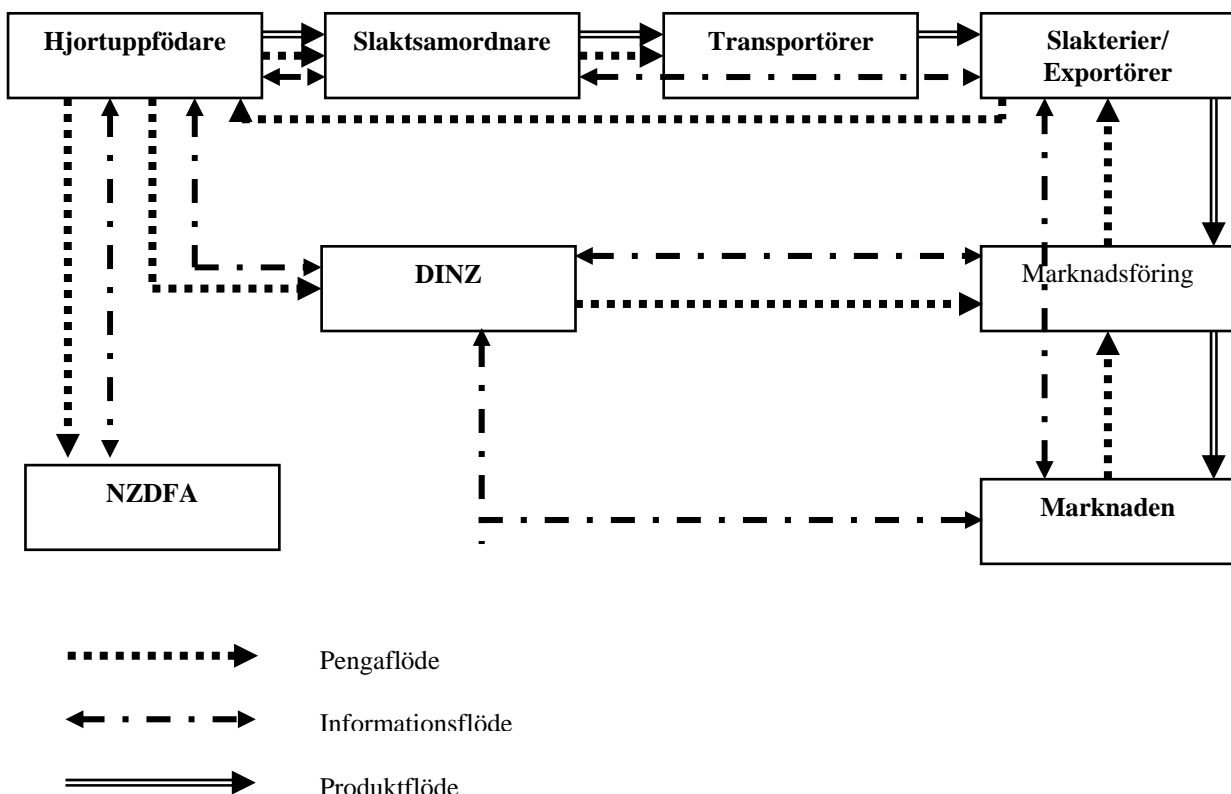 Hjortuppfödare
Slaktsamordnare
Transportörer
Slakterier/
Exportörer
DINZ
Marknadsföring
NZDFA
Marknaden
Pengaflöde
Informationsflöde
Produktflöde